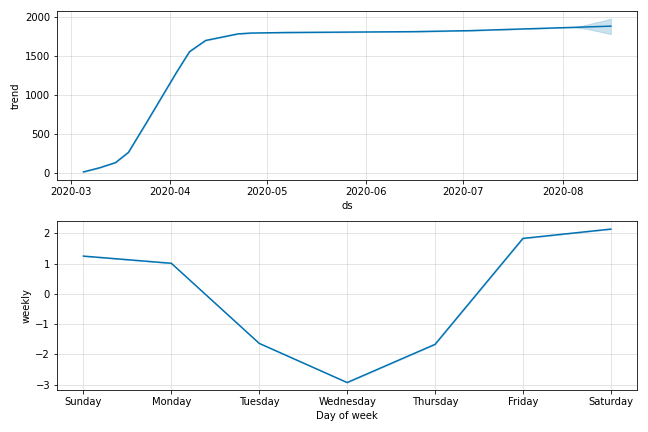 2000
1500
1000
500
0
trend
2020-03 2020-04 2020-05 2020-06 2020-07 2020-08
ds
2
1
0
−1
−2
−3
weekly
Sunday Monday Tuesday Wednesday Thursday Friday Saturday
Day of week